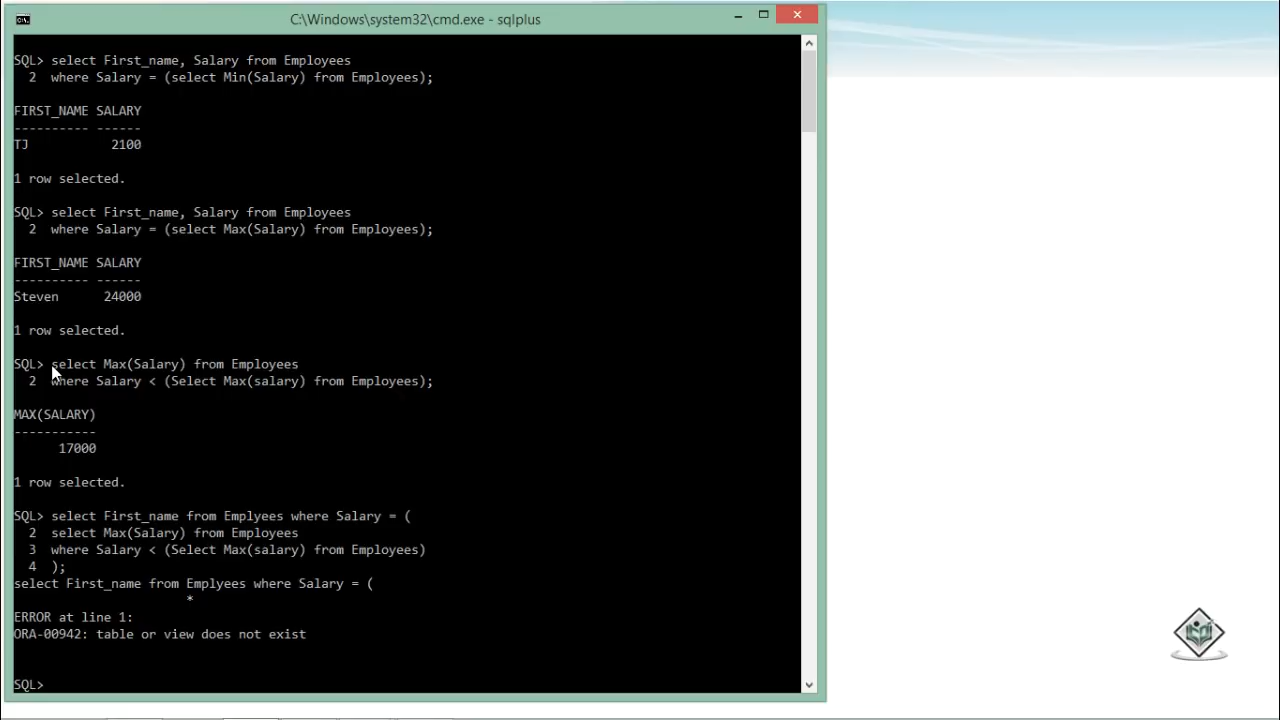 C:\Windows\system32\cmd.exe - sqlplus
SQL> select First_name, Salary from Employees
2 where Salary = (select Min(Salary) from Employees);
FIRST_NAME SALARY
---------- ------
TJ 2100
1 row selected.
SQL> select First_name, Salary from Employees
2 where Salary = (select Max(Salary) from Employees);
FIRST_NAME SALARY
---------- ------
Steven 24000
1 row selected.
SQL> select Max(Salary) from Employees
2 where Salary < (Select Max(salary) from Employees);
MAX(SALARY)
-----------
17000
1 row selected.
SQL> select First_name from Emplyees where Salary = (
2 select Max(Salary) from Employees
3 where Salary < (Select Max(salary) from Employees)
4 );
select First_name from Emplyees where Salary = (
*
ERROR at line 1:
ORA-00942: table or view does not exist
SQL>